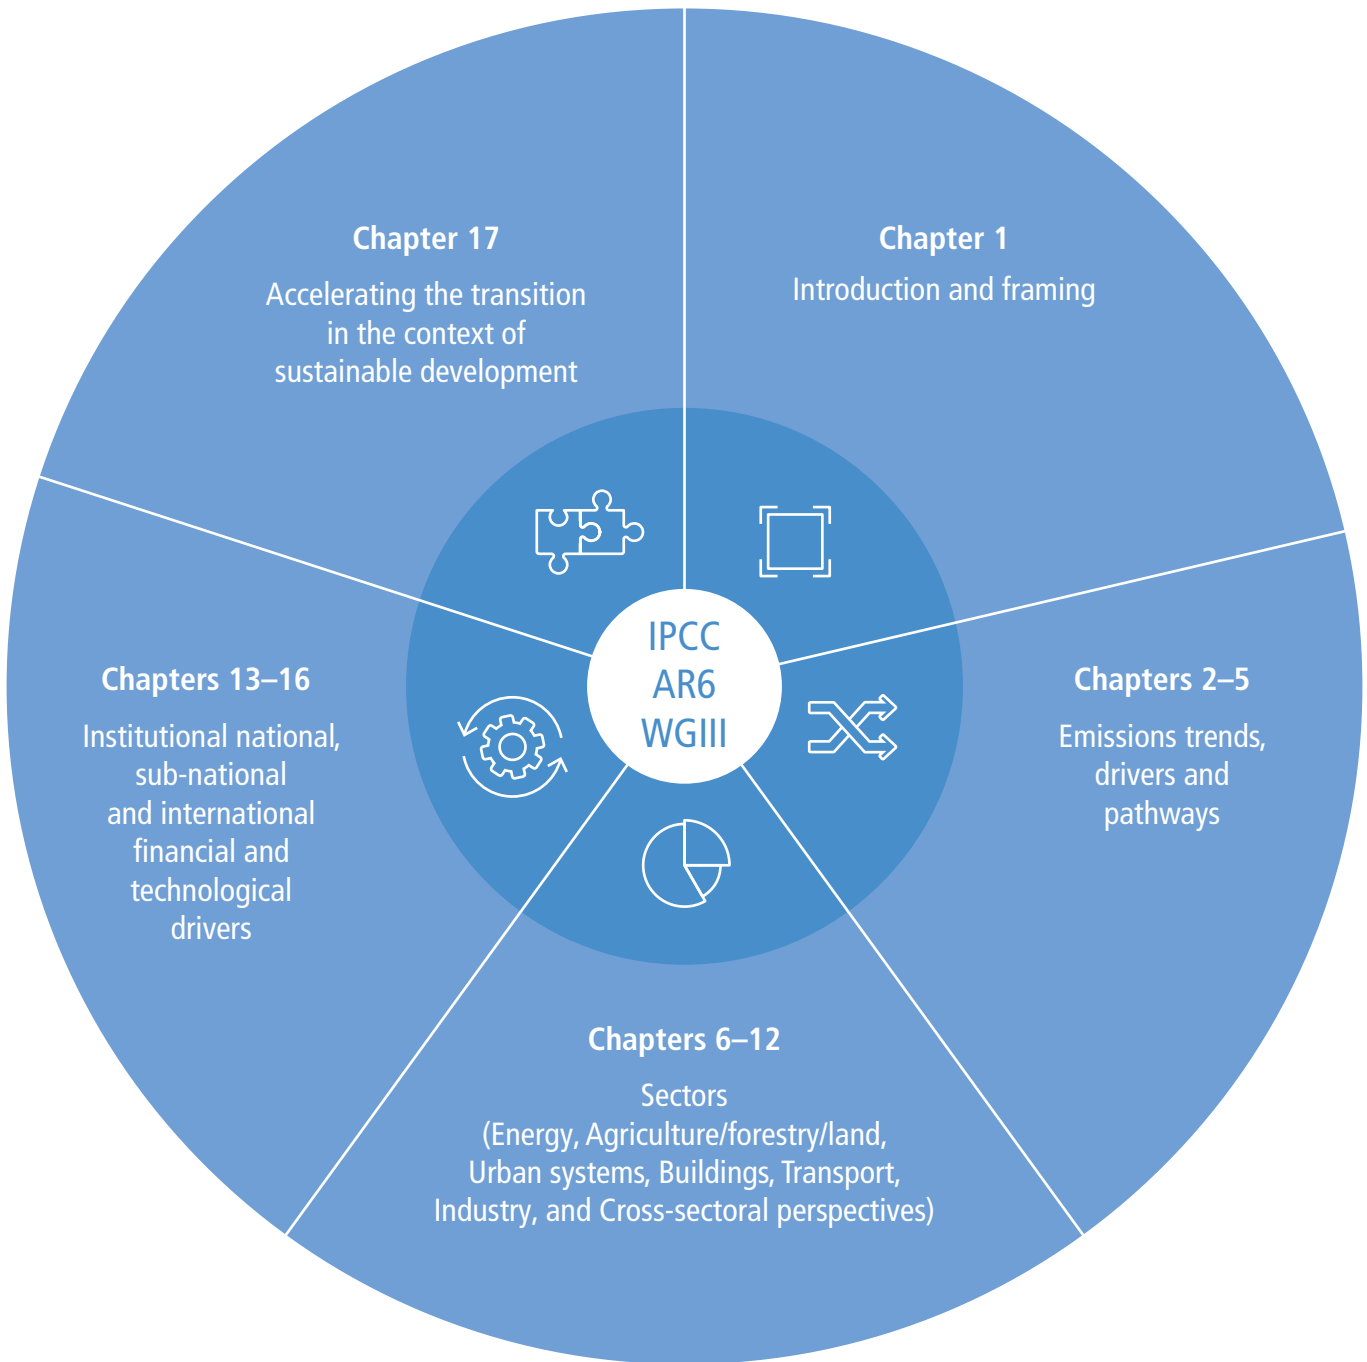 Chapter 17
Accelerating the transition
in the context of
sustainable development
Chapter 1
Introduction and framing
IPCC
AR6
WGIII
Chapters 13–16
Institutional national,
sub-national
and international
financial and
technological
drivers
Chapters 2–5
Emissions trends,
drivers and
pathways
Chapters 6–12
Sectors
(Energy, Agriculture/forestry/land,
Urban systems, Buildings, Transport,
Industry, and Cross-sectoral perspectives)